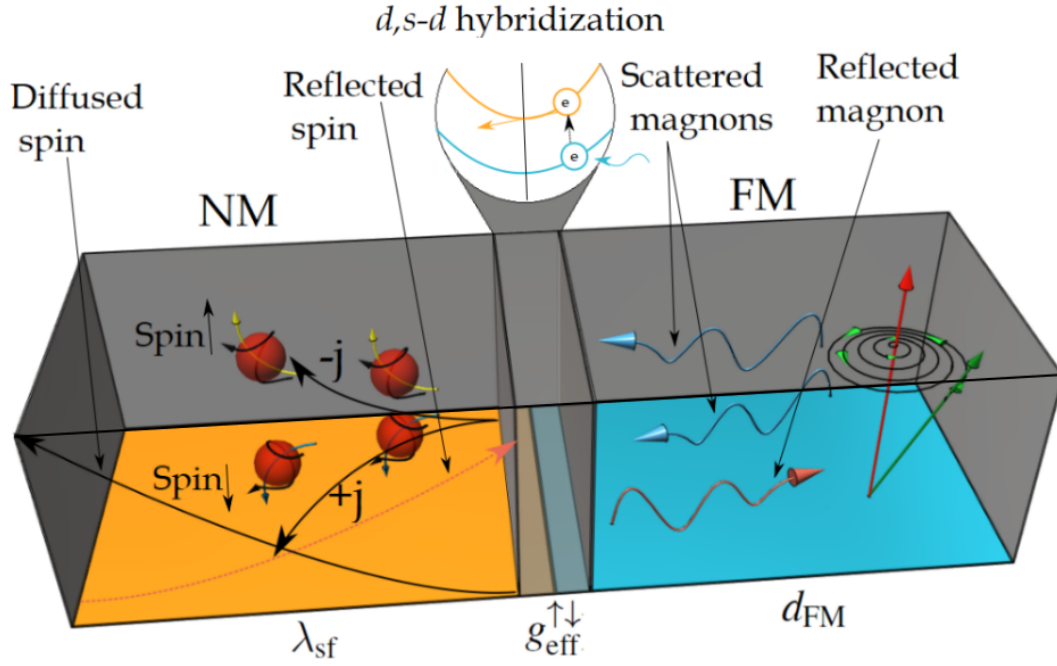 d,s-d hybridization
Diffused
spin
Reflected
spin
Scattered
magnons
Reflected
magnon
e
e
NM
FM
Spin
-j
Spin
+j
λsf
g↑↓eff
dFM